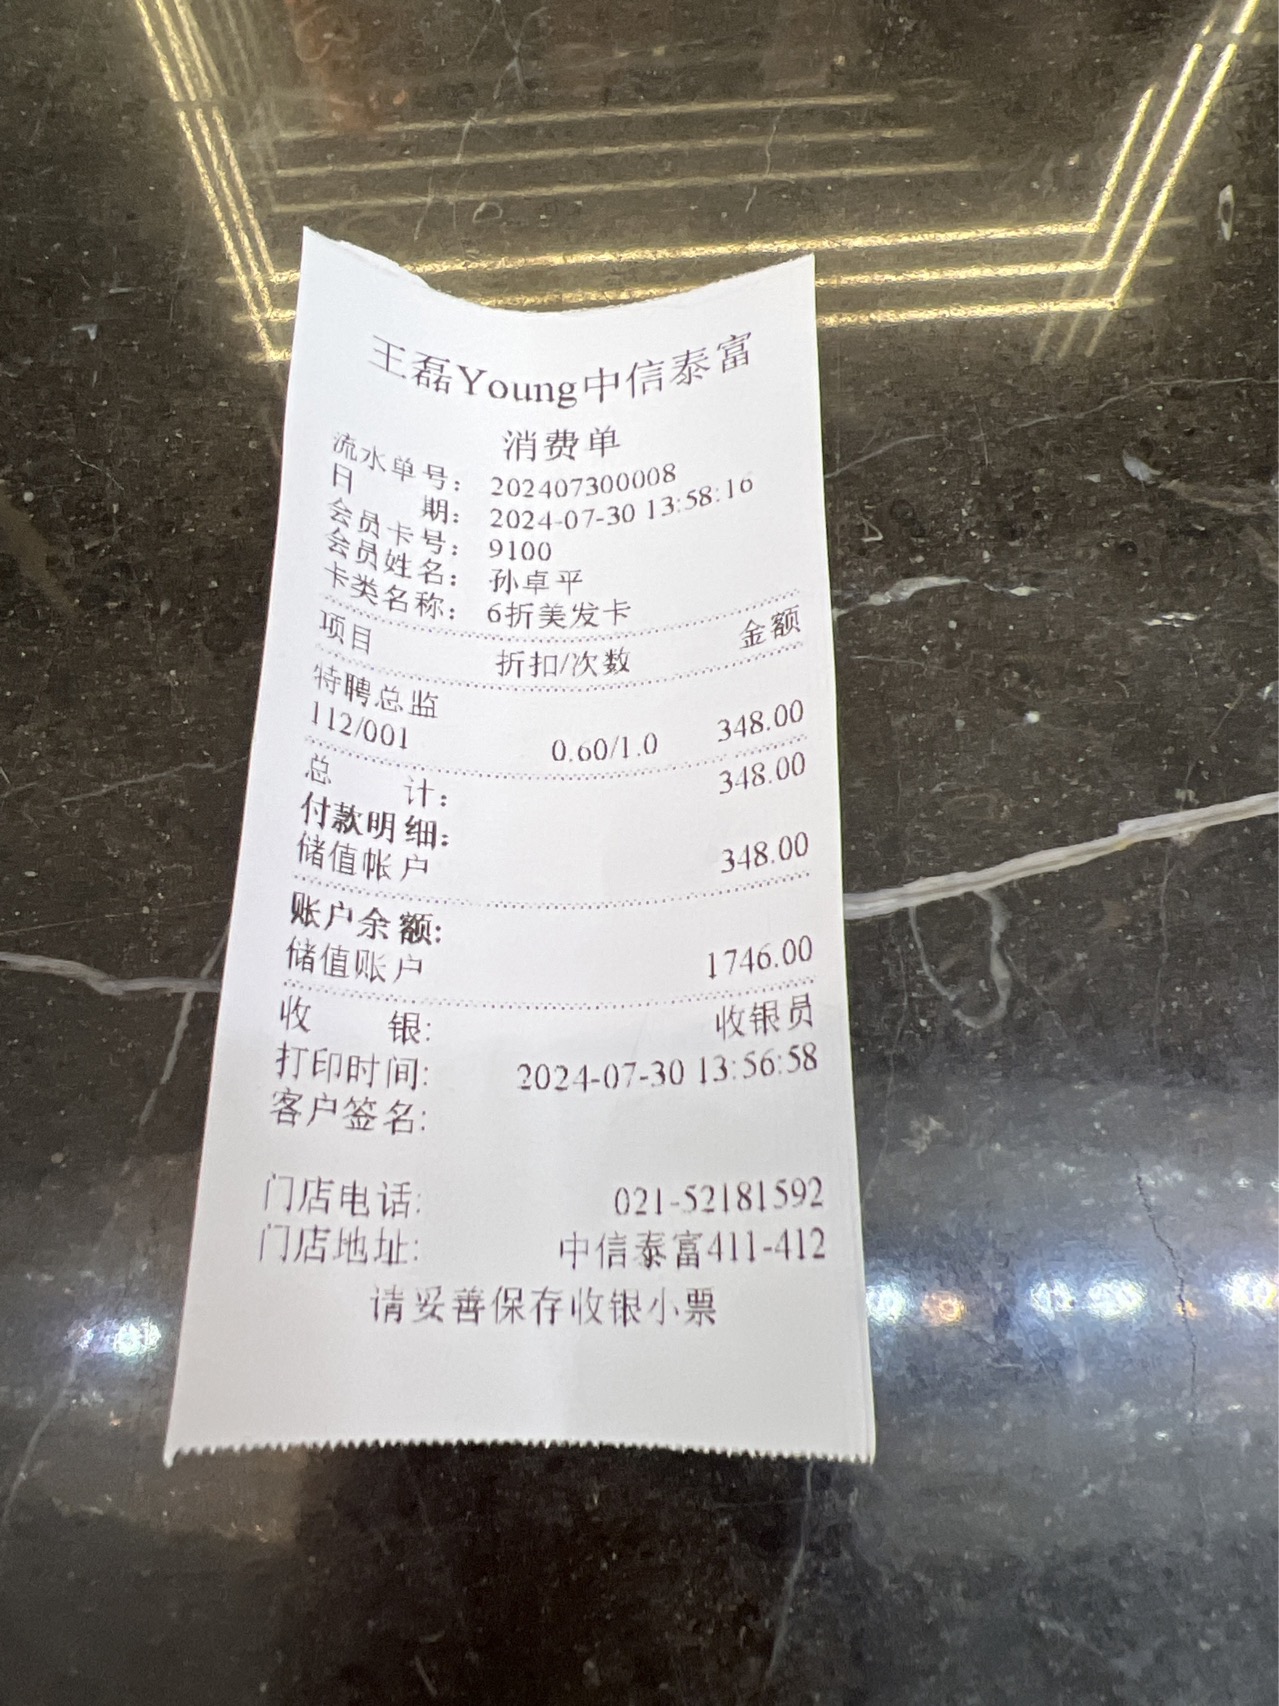 王磊Young中信泰富
消费单
流水单号: 202407300008
日 期: 2024-07-30 13:58:16
会员卡号: 9100
会员姓名: 孙卓平
卡类名称: 6折美发卡
项目 折扣/次数 金额
特聘总监
112/001 0.60/1.0 348.00
总 计: 348.00
付款明细:
储值帐户 348.00
账户余额:
储值账户 1746.00
收 银: 收银员
打印时间: 2024-07-30 13:56:58
客户签名:
门店电话: 021-52181592
门店地址: 中信泰富411-412
请妥善保存收银小票